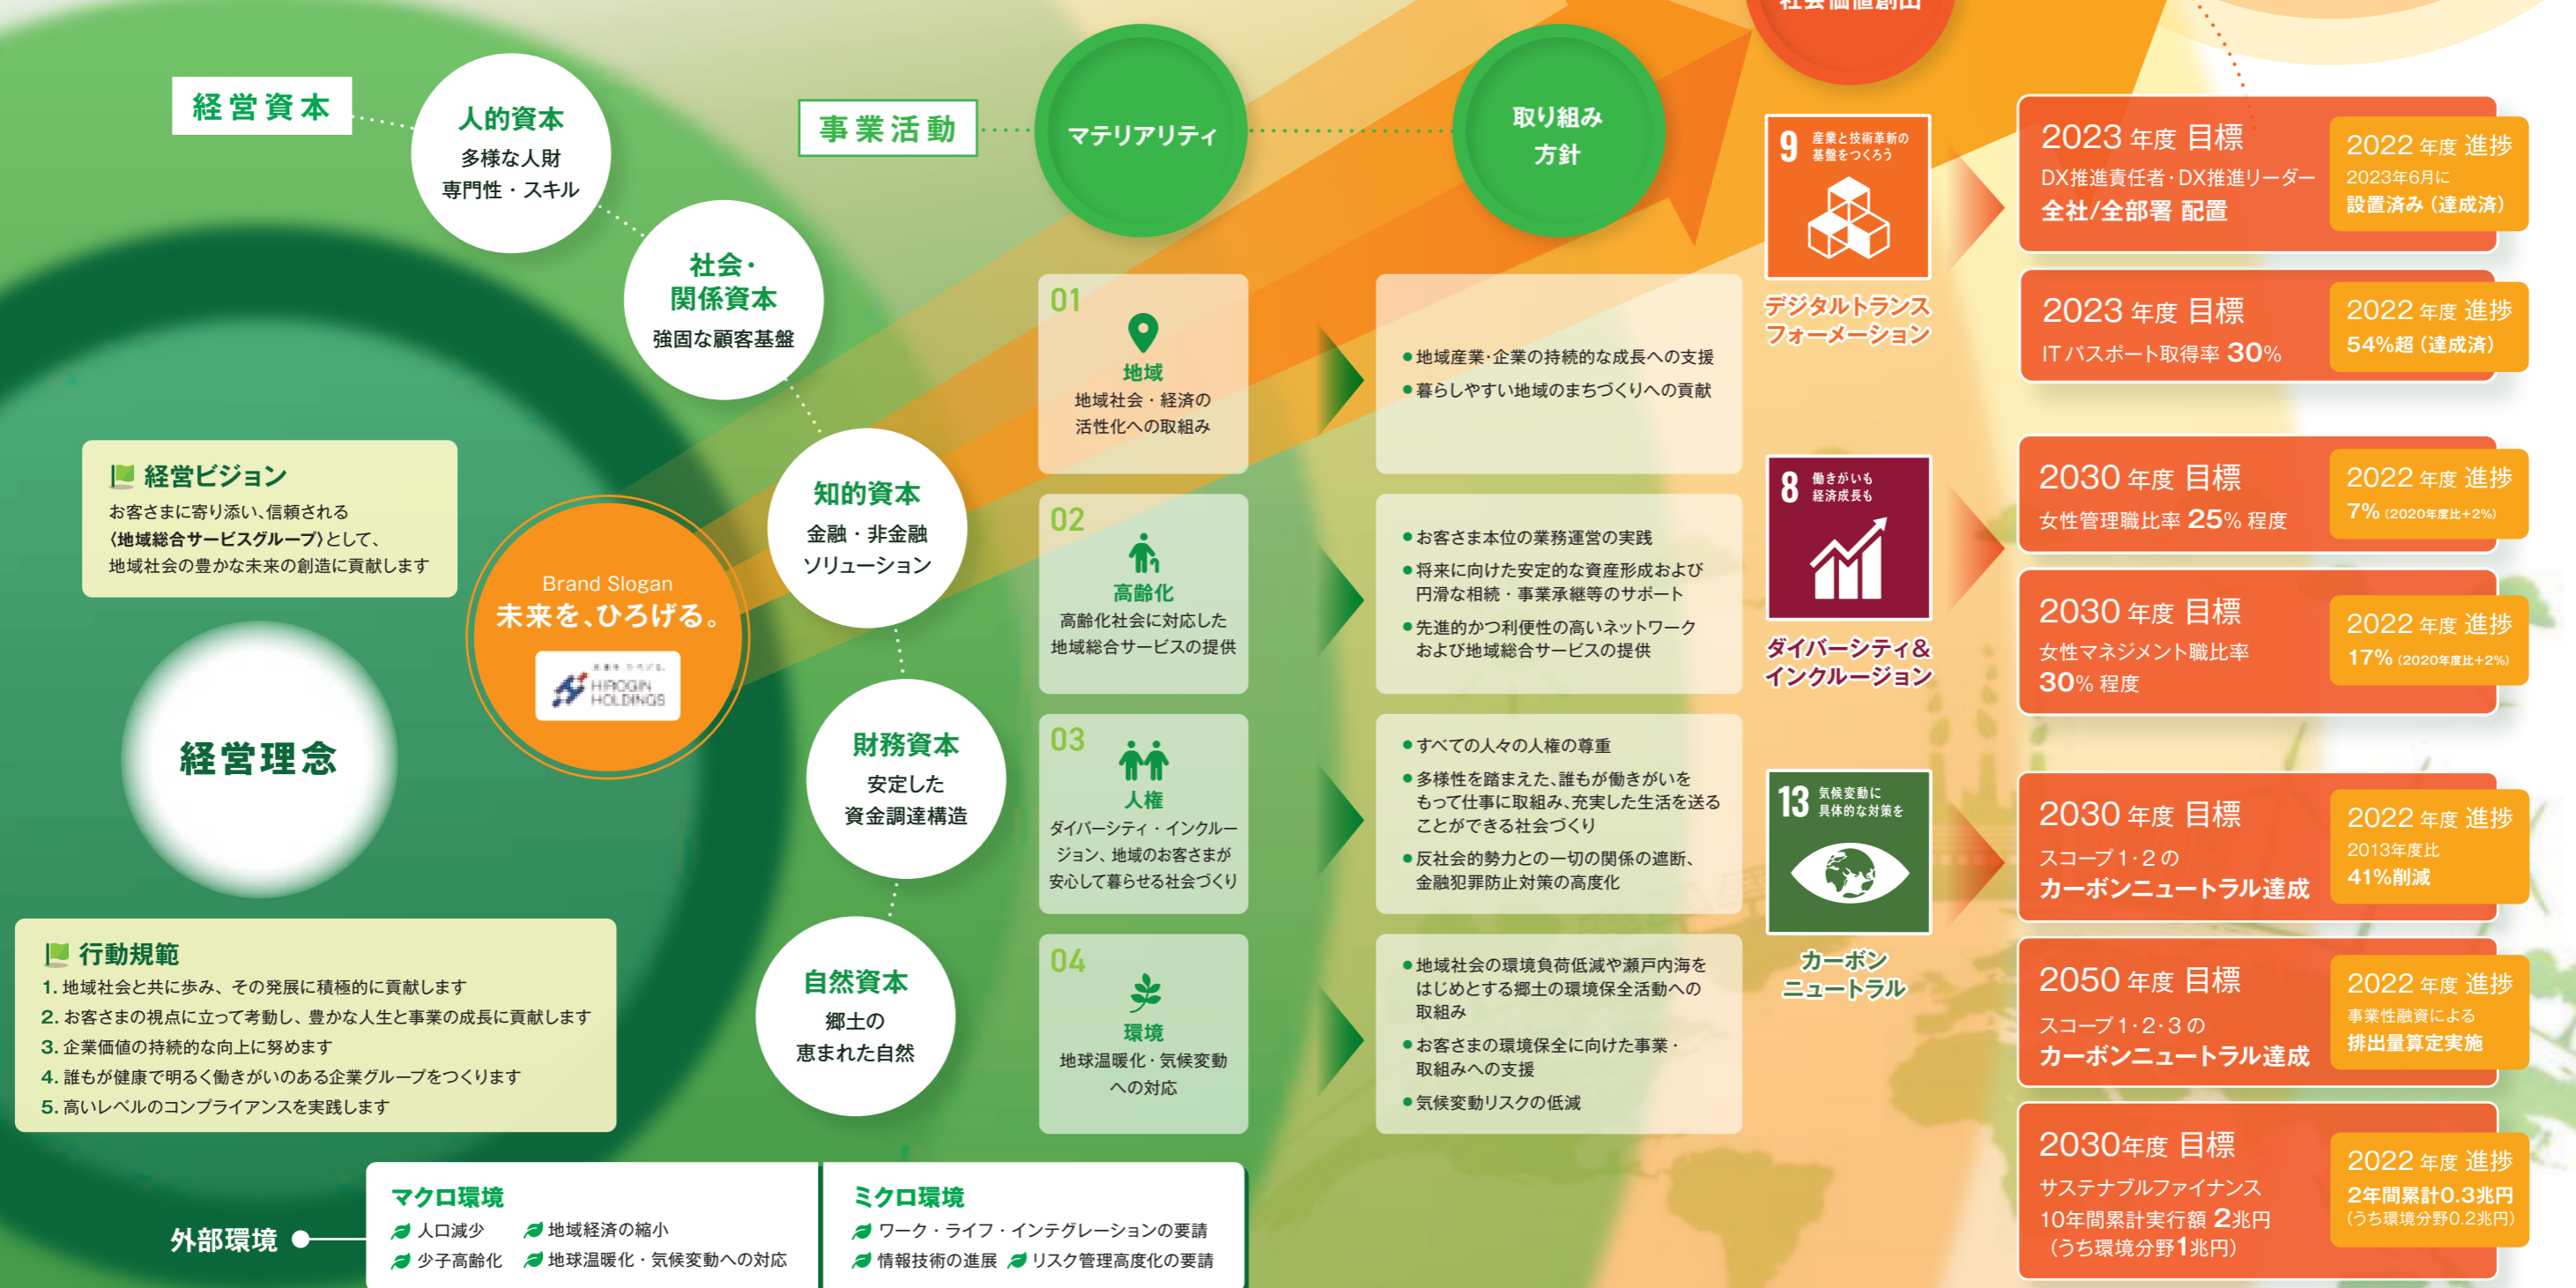 社会価値創出
経営資本
人的資本
多様な人財
専門性・スキル
社会・
関係資本
強固な顧客基盤
知的資本
金融・非金融
ソリューション
財務資本
安定した
資金調達構造
自然資本
郷土の
恵まれた自然
経営ビジョン
お客さまに寄り添い、信頼される
〈地域総合サービスグループ〉として、
地域社会の豊かな未来の創造に貢献します
Brand Slogan
未来を、ひろげる。
HIROGIN
HOLDINGS
経営理念
行動規範
1. 地域社会と共に歩み、その発展に積極的に貢献します
2. お客さまの視点に立って考動し、豊かな人生と事業の成長に貢献します
3. 企業価値の持続的な向上に努めます
4. 誰もが健康で明るく働きがいのある企業グループをつくります
5. 高いレベルのコンプライアンスを実践します
外部環境
マクロ環境
人口減少
地域経済の縮小
少子高齢化
地球温暖化・気候変動への対応
ミクロ環境
ワーク・ライフ・インテグレーションの要請
情報技術の進展
リスク管理高度化の要請
事業活動
マテリアリティ
取り組み
方針
01
地域
地域社会・経済の
活性化への取組み
●地域産業・企業の持続的な成長への支援
●暮らしやすい地域のまちづくりへの貢献
02
高齢化
高齢化社会に対応した
地域総合サービスの提供
●お客さま本位の業務運営の実践
●将来に向けた安定的な資産形成および
円滑な相続・事業承継等のサポート
●先進的かつ利便性の高いネットワーク
および地域総合サービスの提供
03
人権
ダイバーシティ・インクルー
ジョン、地域のお客さまが
安心して暮らせる社会づくり
●すべての人々の人権の尊重
●多様性を踏まえた、誰もが働きがいを
もって仕事に取組み、充実した生活を送る
ことができる社会づくり
●反社会的勢力との一切の関係の遮断、
金融犯罪防止対策の高度化
04
環境
地球温暖化・気候変動
への対応
●地域社会の環境負荷低減や瀬戸内海を
はじめとする郷土の環境保全活動への
取組み
●お客さまの環境保全に向けた事業・
取組みへの支援
●気候変動リスクの低減
9 産業と技術革新の
基盤をつくろう
デジタルトランス
フォーメーション
2023年度 目標
DX推進責任者・DX推進リーダー
全社/全部署 配置
2022年度 進捗
2023年6月に
設置済み（達成済）
2023年度 目標
ITパスポート取得率 30%
2022年度 進捗
54%超（達成済）
8 働きがいも
経済成長も
ダイバーシティ&
インクルージョン
2030年度 目標
女性管理職比率 25% 程度
2022年度 進捗
7%（2020年度比+2%）
2030年度 目標
女性マネジメント職比率
30% 程度
2022年度 進捗
17%（2020年度比+2%）
13 気候変動に
具体的な対策を
カーボン
ニュートラル
2030年度 目標
スコープ1・2の
カーボンニュートラル達成
2022年度 進捗
2013年度比
41%削減
2050年度 目標
スコープ1・2・3の
カーボンニュートラル達成
2022年度 進捗
事業性融資による
排出量算定実施
2030年度 目標
サステナブルファイナンス
10年間累計実行額 2兆円
（うち環境分野1兆円）
2022年度 進捗
2年間累計0.3兆円
（うち環境分野0.2兆円）